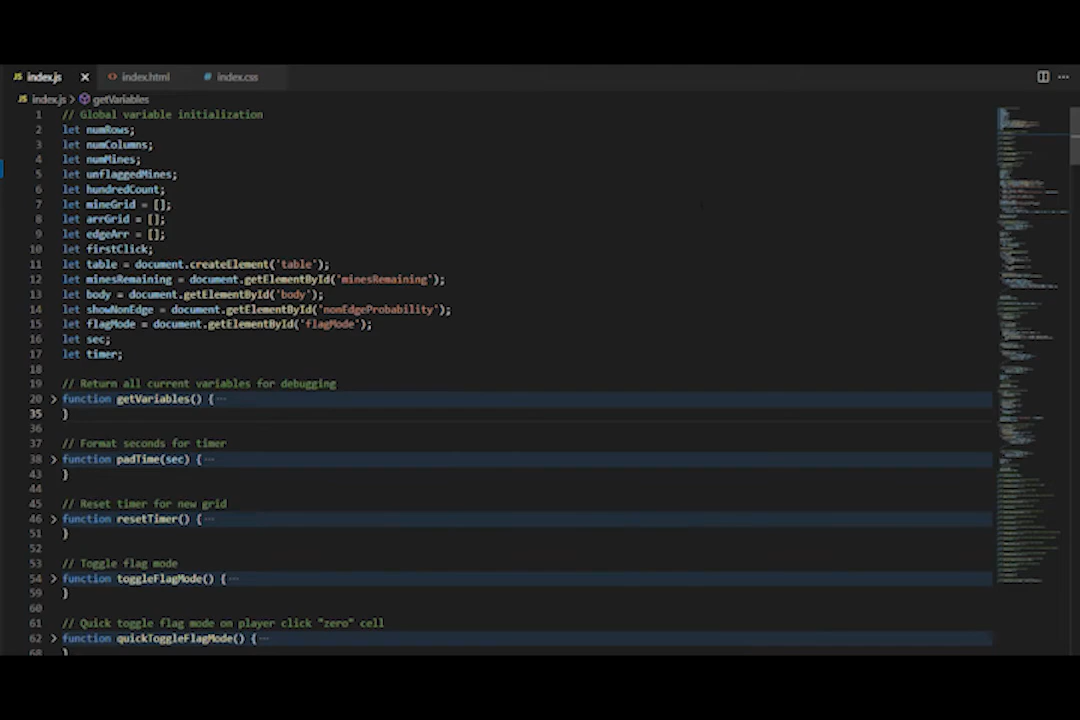 JS index.js × <> index.html # index.css ···
JS index.js > getVariables
1 // Global variable initialization
2 let numRows;
3 let numColumns;
4 let numMines;
5 let unflaggedMines;
6 let hundredCount;
7 let mineGrid = [];
8 let arrGrid = [];
9 let edgeArr = [];
10 let firstClick;
11 let table = document.createElement('table');
12 let minesRemaining = document.getElementById('minesRemaining');
13 let body = document.getElementById('body');
14 let showNonEdge = document.getElementById('nonEdgeProbability');
15 let flagMode = document.getElementById('flagMode');
16 let sec;
17 let timer;
18
19 // Return all current variables for debugging
20 > function getVariables() { ···
35 }
36
37 // Format seconds for timer
38 > function padTime(sec) { ···
43 }
44
45 // Reset timer for new grid
46 > function resetTimer() { ···
51 }
52
53 // Toggle flag mode
54 > function toggleFlagMode() { ···
59 }
60
61 // Quick toggle flag mode on player click "zero" cell
62 > function quickToggleFlagMode() { ···
68 }